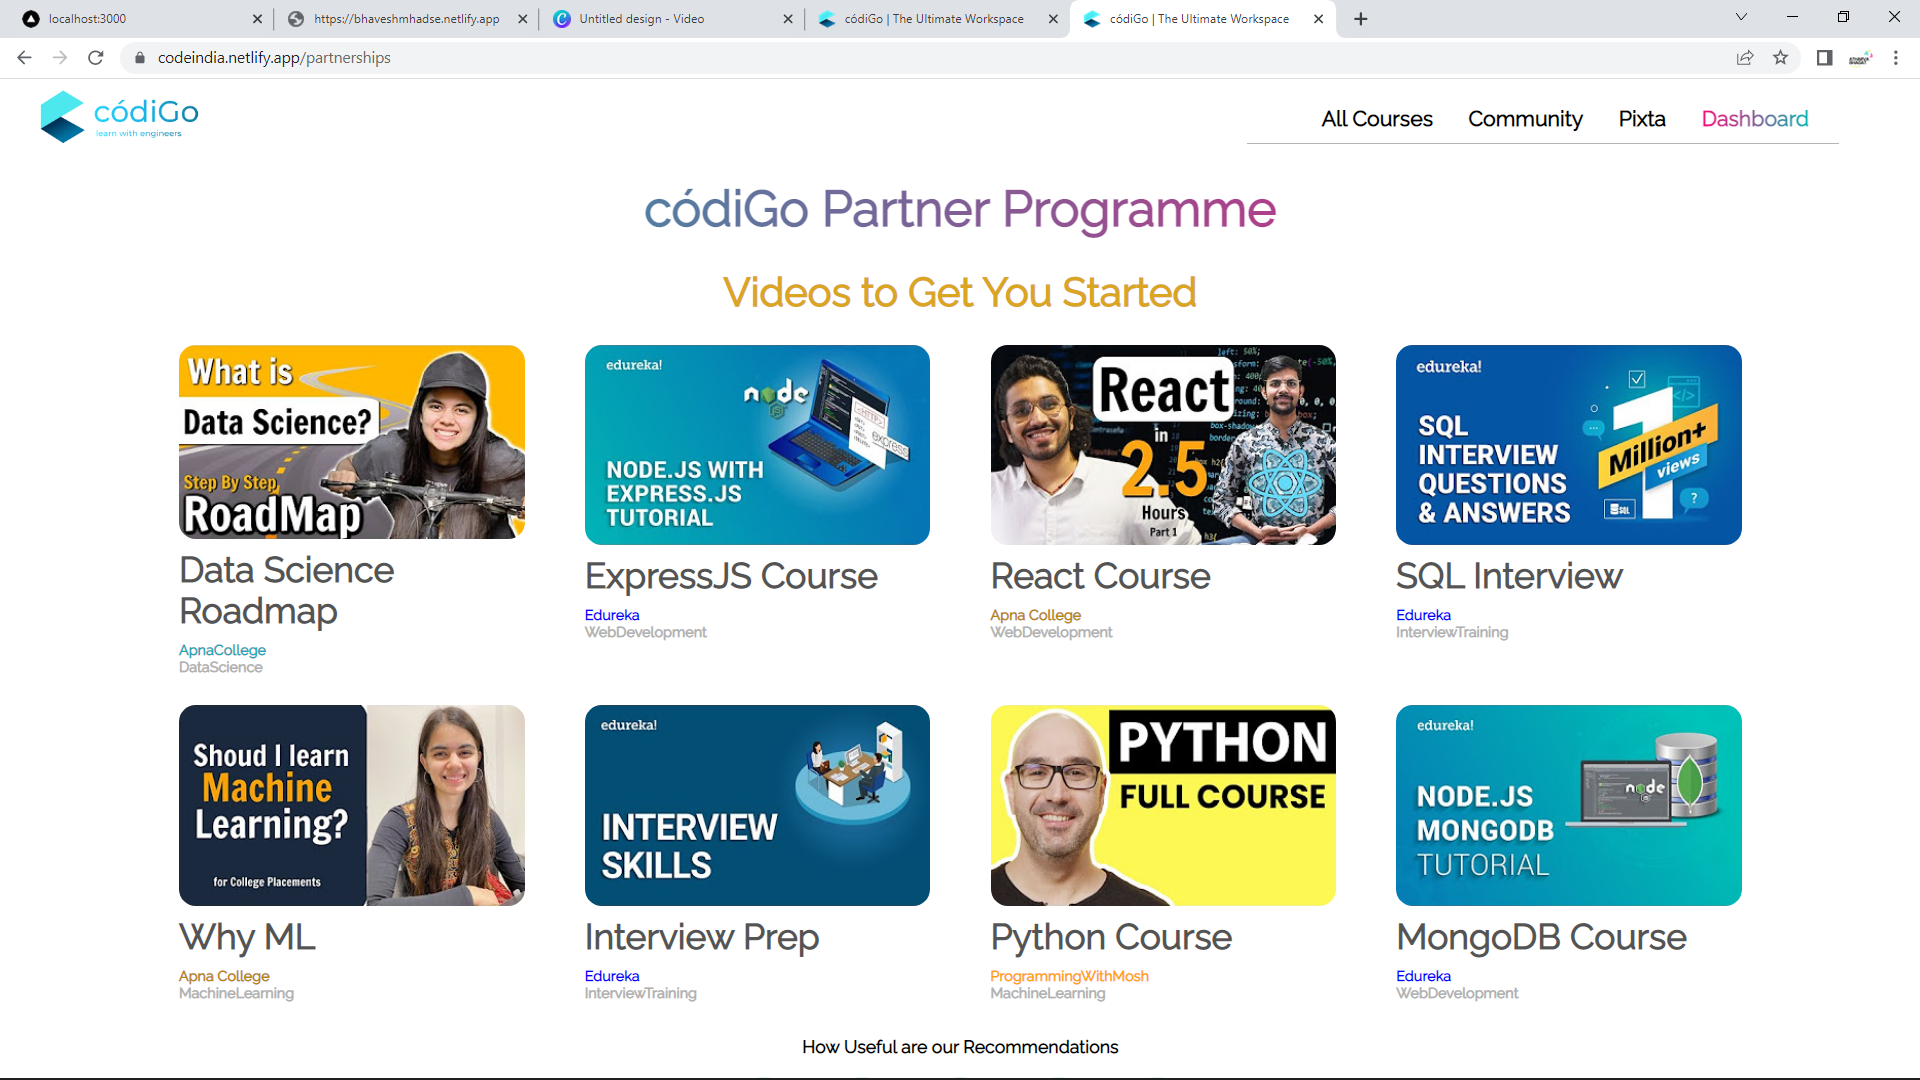 localhost:3000
https://bhaveshmhadse.netlify.app
Untitled design - Video
códiGo | The Ultimate Workspace
códiGo | The Ultimate Workspace
codeindia.netlify.app/partnerships
códiGo
learn with engineers
All Courses
Community
Pixta
Dashboard
códiGo Partner Programme
Videos to Get You Started
What is
Data Science?
Step By Step
RoadMap
Data Science
Roadmap
ApnaCollege
DataScience
edureka!
node
JS
<HTTP>
express
NODE.JS WITH
EXPRESS.JS
TUTORIAL
ExpressJS Course
Edureka
WebDevelopment
React
in
2.5
Hours
Part 1
React Course
Apna College
WebDevelopment
edureka!
SQL
INTERVIEW
QUESTIONS
& ANSWERS
1
Million+
views
SQL
?
SQL Interview
Edureka
InterviewTraining
Shoud I learn
Machine
Learning?
for College Placements
Why ML
Apna College
MachineLearning
edureka!
INTERVIEW
SKILLS
Interview Prep
Edureka
InterviewTraining
PYTHON
FULL COURSE
Python Course
ProgrammingWithMosh
MachineLearning
edureka!
node
NODE.JS
MONGODB
TUTORIAL
MongoDB Course
Edureka
WebDevelopment
How Useful are our Recommendations